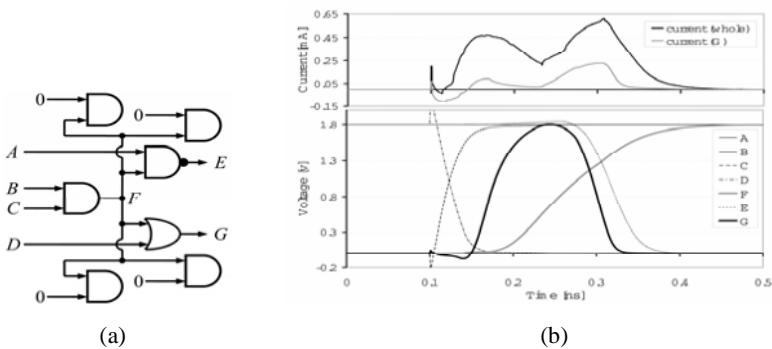 0
0
A
E
B
F
C
D
G
0
0
(a)
0.65
0.45
0.25
0.05
-0.15
Current[mA]
current(whole)
current(G)
1.8
1.3
0.8
0.3
-0.2
Voltage[v]
A
B
C
D
F
E
G
0
0.1
0.2
0.3
0.4
0.5
Time [ns]
(b)